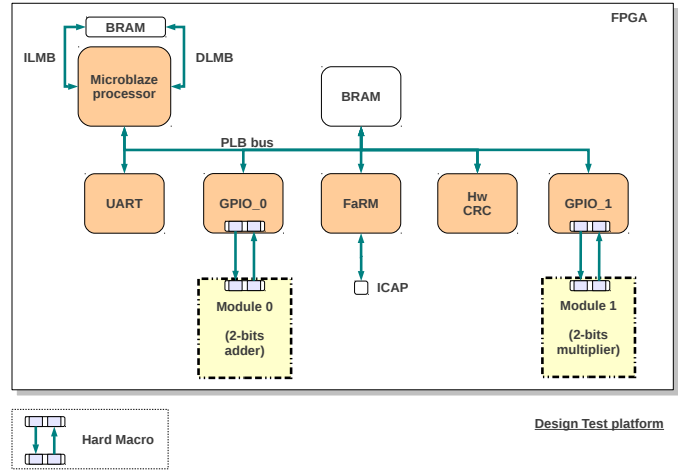 FPGA
BRAM
ILMB
DLMB
Microblaze
processor
BRAM
PLB bus
UART
GPIO_0
FaRM
Hw
CRC
GPIO_1
ICAP
Module 0
(2-bits
adder)
Module 1
(2-bits
multiplier)
Hard Macro
Design Test platform